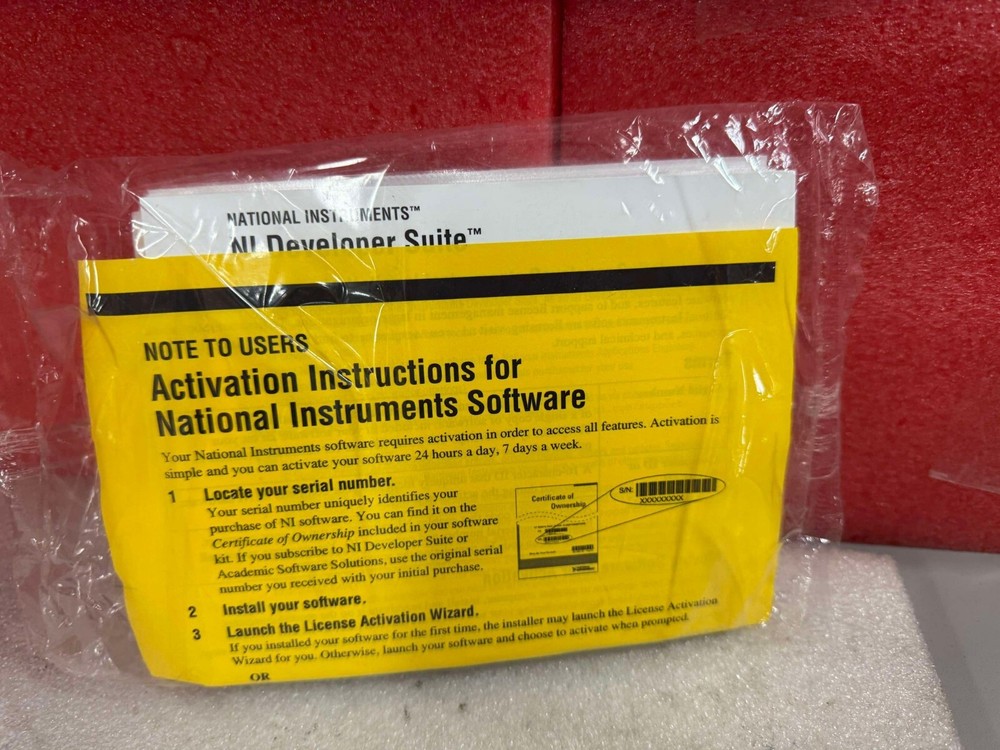 NATIONAL INSTRUMENTS™
NI Developer Suite™
NOTE TO USERS
Activation Instructions for
National Instruments Software
Your National Instruments software requires activation in order to access all features. Activation is
simple and you can activate your software 24 hours a day, 7 days a week.
1 Locate your serial number.
Your serial number uniquely identifies your
purchase of NI software. You can find it on the
Certificate of Ownership included in your software
kit. If you subscribe to NI Developer Suite or
Academic Software Solutions, use the original serial
number you received with your initial purchase.
Certificate of
Ownership
S/N:
XXXXXXXXX
2 Install your software.
3 Launch the License Activation Wizard.
If you installed your software for the first time, the installer may launch the License Activation
Wizard for you. Otherwise, launch your software and choose to activate when prompted.
OR